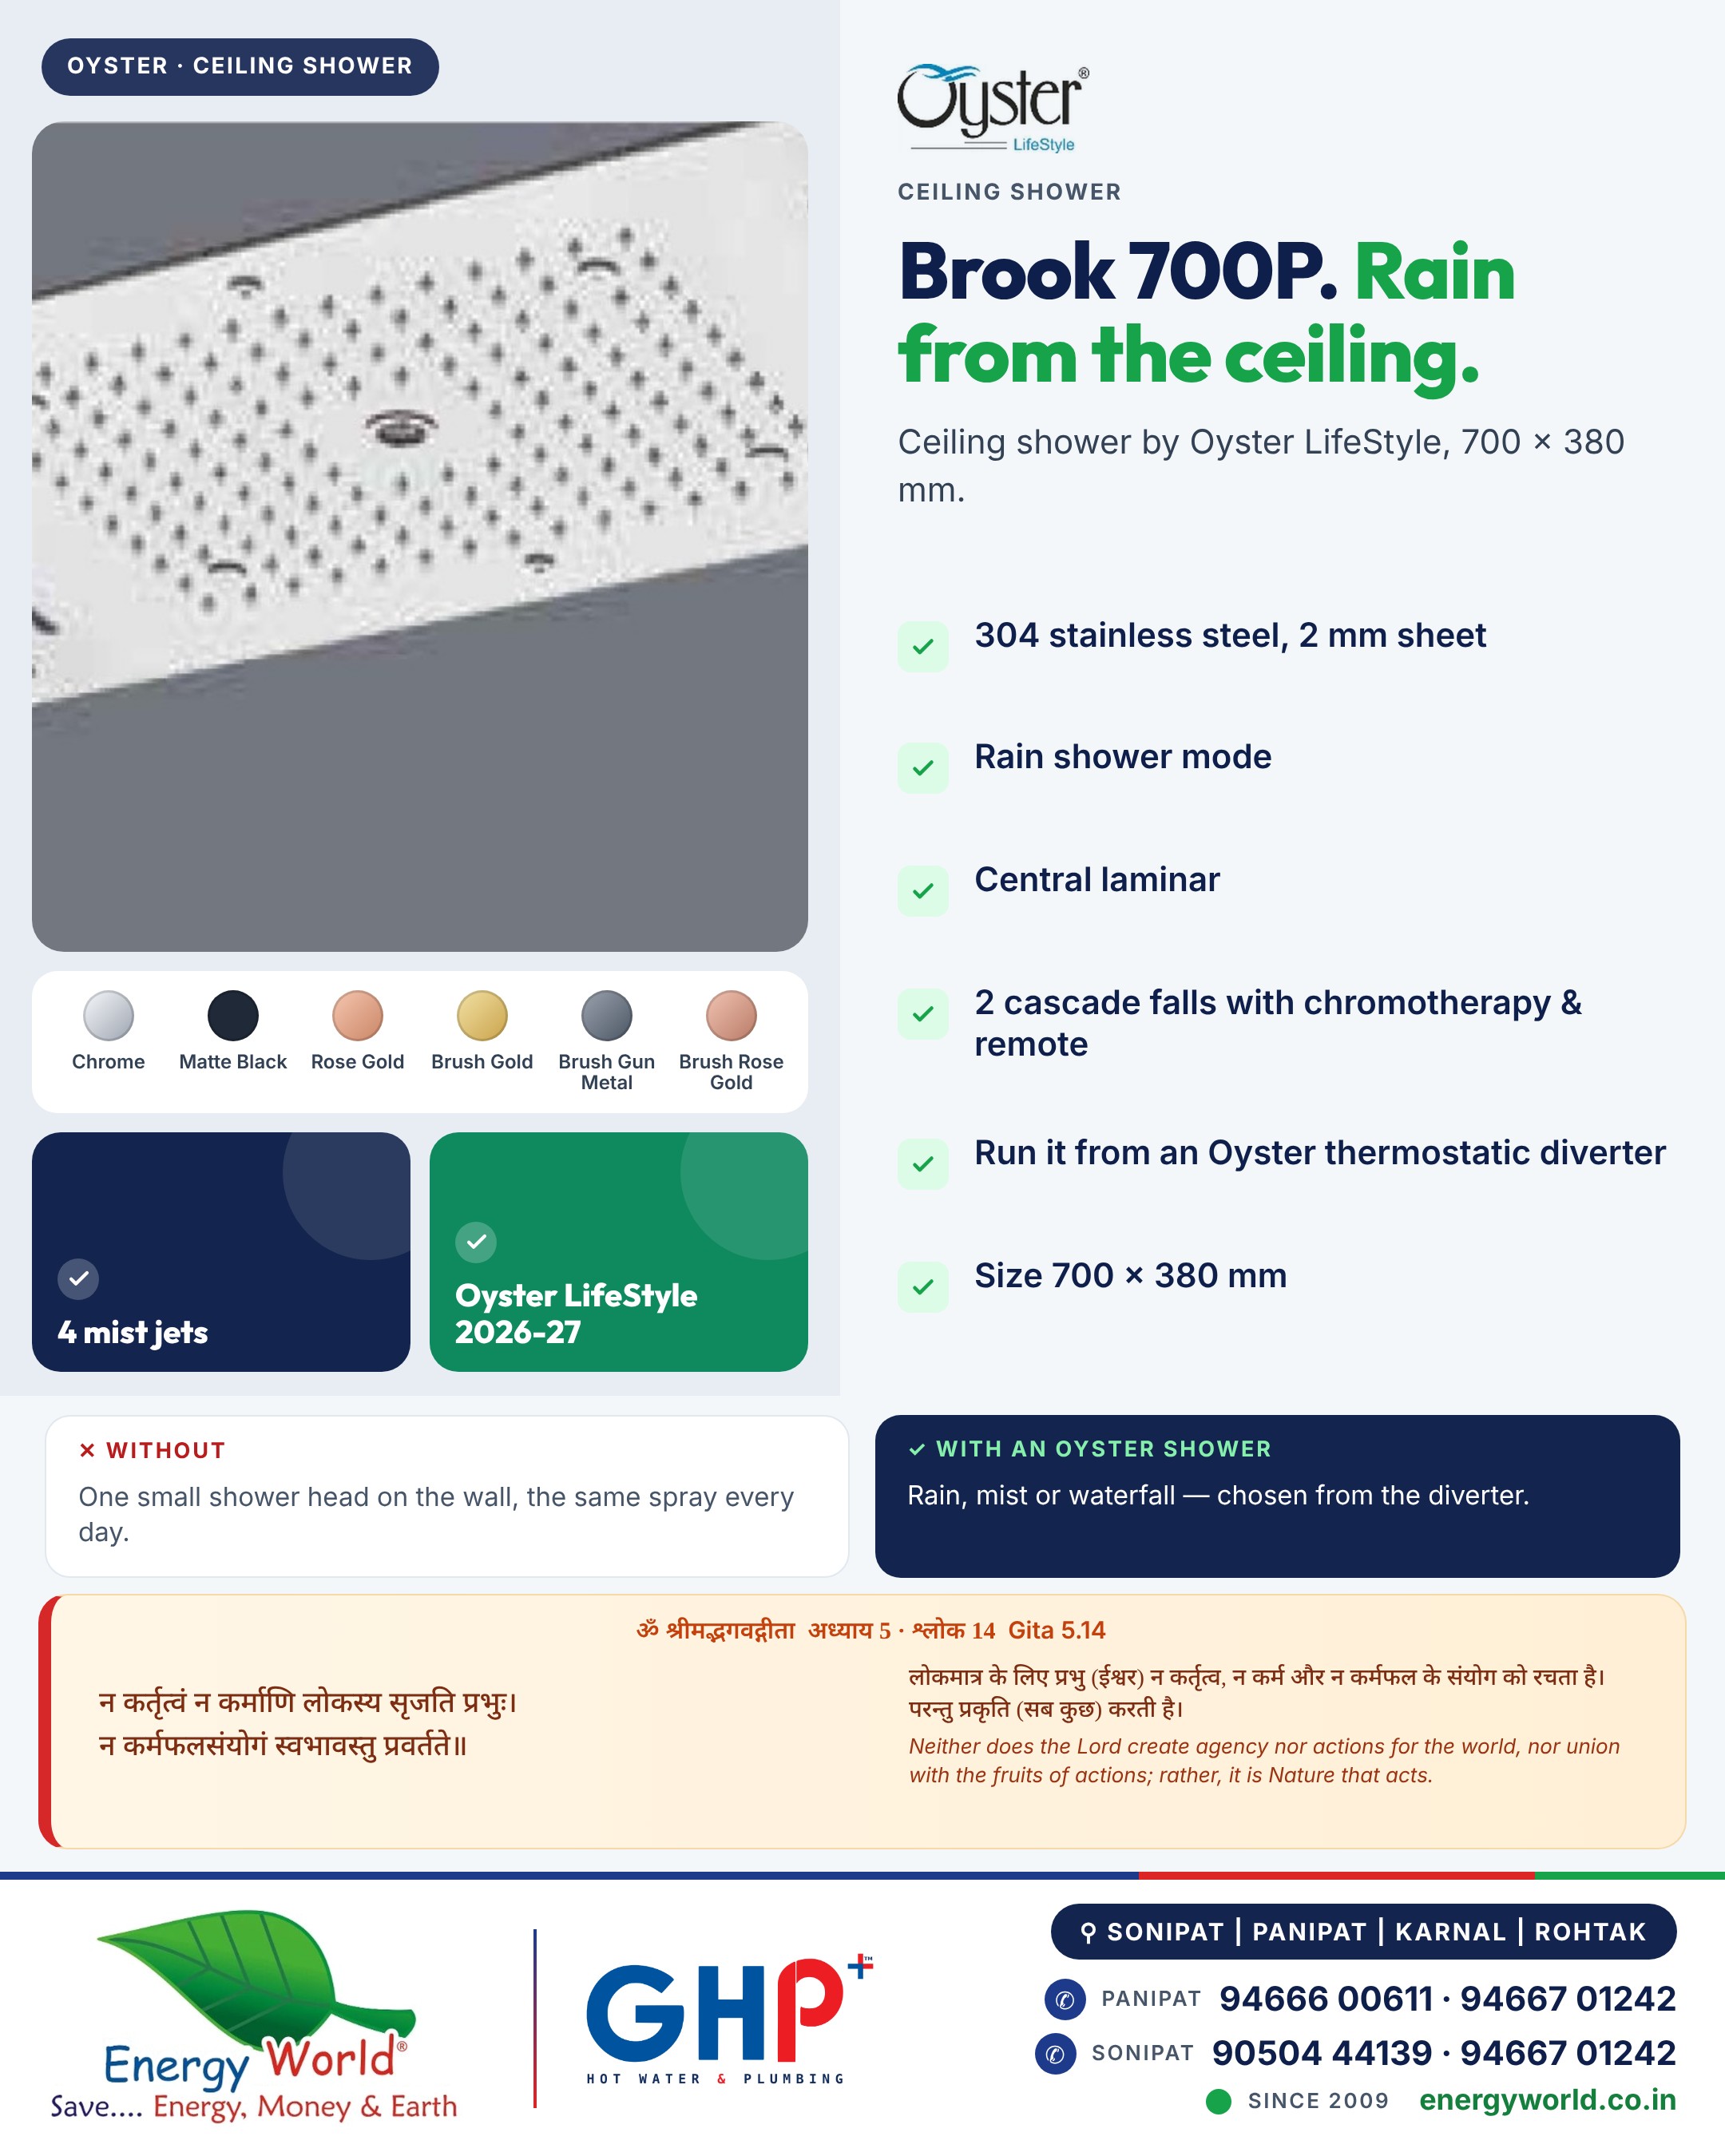 OYSTER · CEILING SHOWER
Oyster®
LifeStyle
CEILING SHOWER
Brook 700P. Rain
from the ceiling.
Ceiling shower by Oyster LifeStyle, 700 × 380
mm.
304 stainless steel, 2 mm sheet
Rain shower mode
Central laminar
2 cascade falls with chromotherapy &
remote
Run it from an Oyster thermostatic diverter
Size 700 × 380 mm
Chrome
Matte Black
Rose Gold
Brush Gold
Brush Gun
Metal
Brush Rose
Gold
4 mist jets
Oyster LifeStyle
2026-27
✕ WITHOUT
One small shower head on the wall, the same spray every
day.
✓ WITH AN OYSTER SHOWER
Rain, mist or waterfall — chosen from the diverter.
ॐ श्रीमद्भगवद्गीता अध्याय 5 · श्लोक 14 Gita 5.14
न कर्तृत्वं न कर्माणि लोकस्य सृजति प्रभुः।
न कर्मफलसंयोगं स्वभावस्तु प्रवर्तते॥
लोकमात्र के लिए प्रभु (ईश्वर) न कर्तृत्व, न कर्म और न कर्मफल के संयोग को रचता है।
परन्तु प्रकृति (सब कुछ) करती है।
Neither does the Lord create agency nor actions for the world, nor union
with the fruits of actions; rather, it is Nature that acts.
Energy World®
Save.... Energy, Money & Earth
GHP+™
HOT WATER & PLUMBING
SONIPAT | PANIPAT | KARNAL | ROHTAK
PANIPAT 94666 00611 · 94667 01242
SONIPAT 90504 44139 · 94667 01242
SINCE 2009 energyworld.co.in